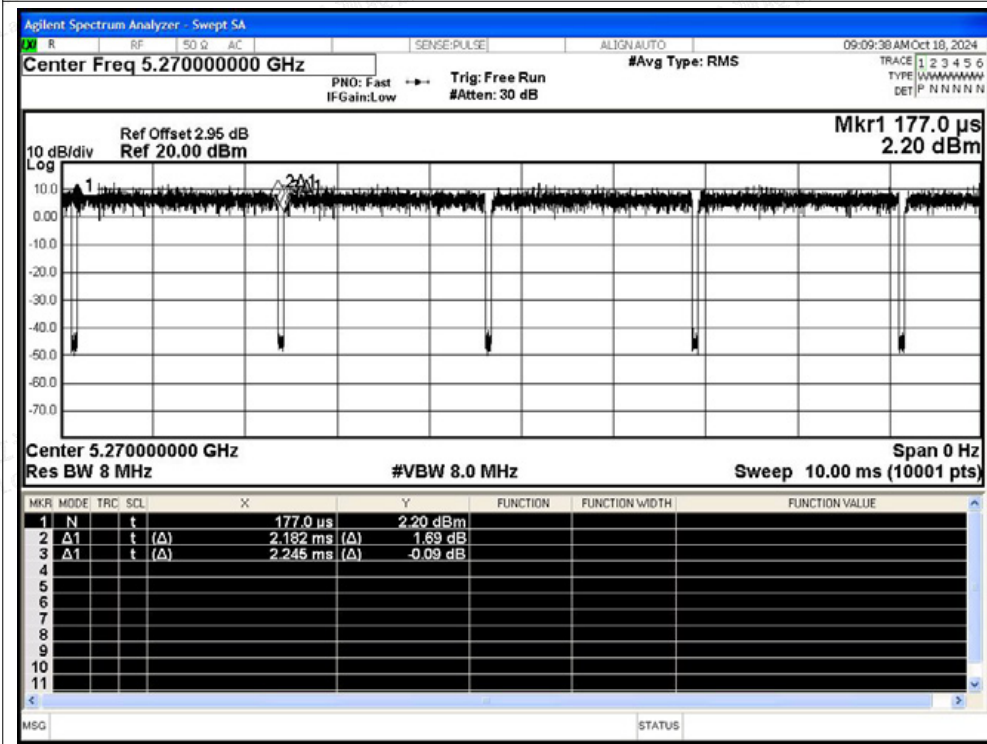 Agilent Spectrum Analyzer - Swept SA
LXI R RF 50 Ω AC SENSE:PULSE ALIGN AUTO 09:09:38 AM Oct 18, 2024
Center Freq 5.270000000 GHz #Avg Type: RMS TRACE 1 2 3 4 5 6
PNO: Fast Trig: Free Run TYPE WWWWWW
IFGain:Low #Atten: 30 dB DET P N N N N N
Ref Offset 2.95 dB Mkr1 177.0 µs
10 dB/div Ref 20.00 dBm 2.20 dBm
Log
10.0
1
2Δ1
0.00
-10.0
-20.0
-30.0
-40.0
-50.0
-60.0
-70.0
Center 5.270000000 GHz Span 0 Hz
Res BW 8 MHz #VBW 8.0 MHz Sweep 10.00 ms (10001 pts)
MKR MODE TRC SCL X Y FUNCTION FUNCTION WIDTH FUNCTION VALUE
1 N t 177.0 µs 2.20 dBm
2 Δ1 t (Δ) 2.182 ms (Δ) 1.69 dB
3 Δ1 t (Δ) 2.245 ms (Δ) -0.09 dB
4
5
6
7
8
9
10
11
MSG STATUS